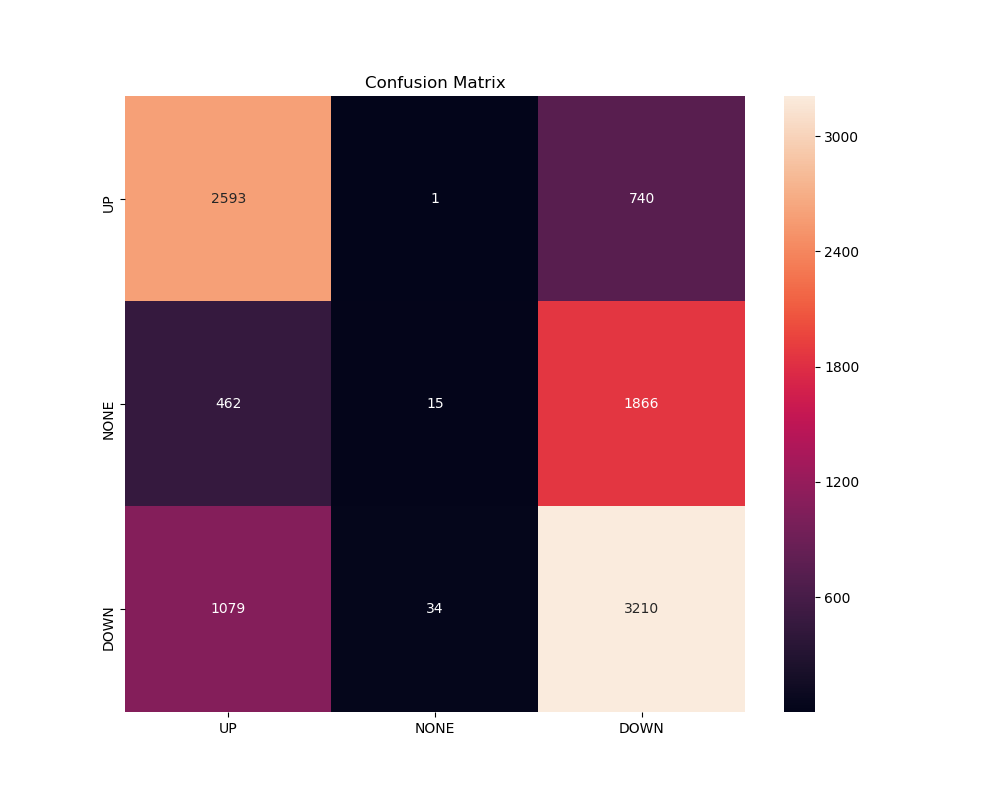 Confusion Matrix
UP 2593 1 740
NONE 462 15 1866
DOWN 1079 34 3210
UP NONE DOWN
3000
2400
1800
1200
600